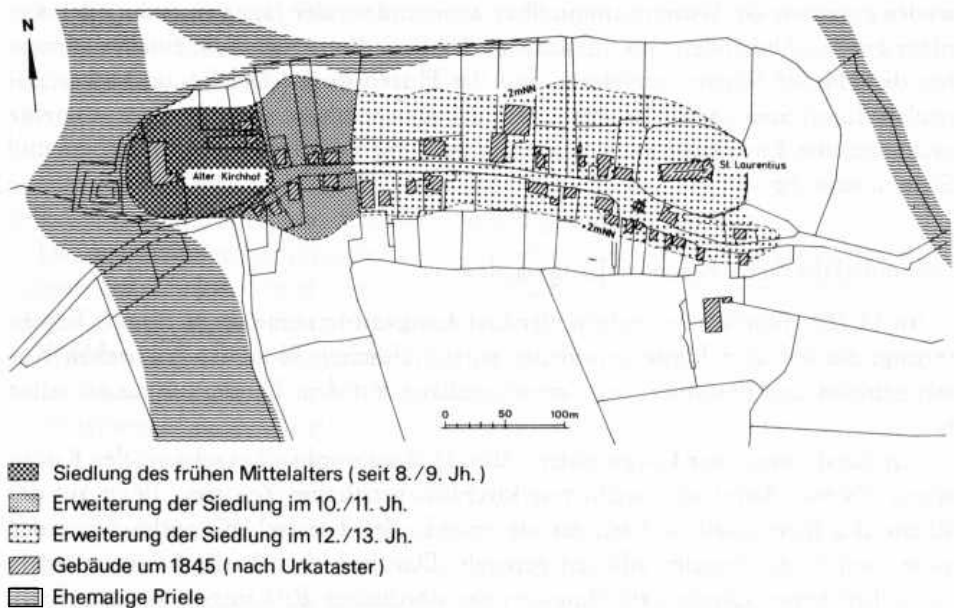 N
2mNN
Alter Kirchhof
St. Laurentius
2mNN
0 50 100m
Siedlung des frühen Mittelalters ( seit 8./9. Jh. )
Erweiterung der Siedlung im 10./11. Jh.
Erweiterung der Siedlung im 12./13. Jh.
Gebäude um 1845 ( nach Urkataster)
Ehemalige Priele